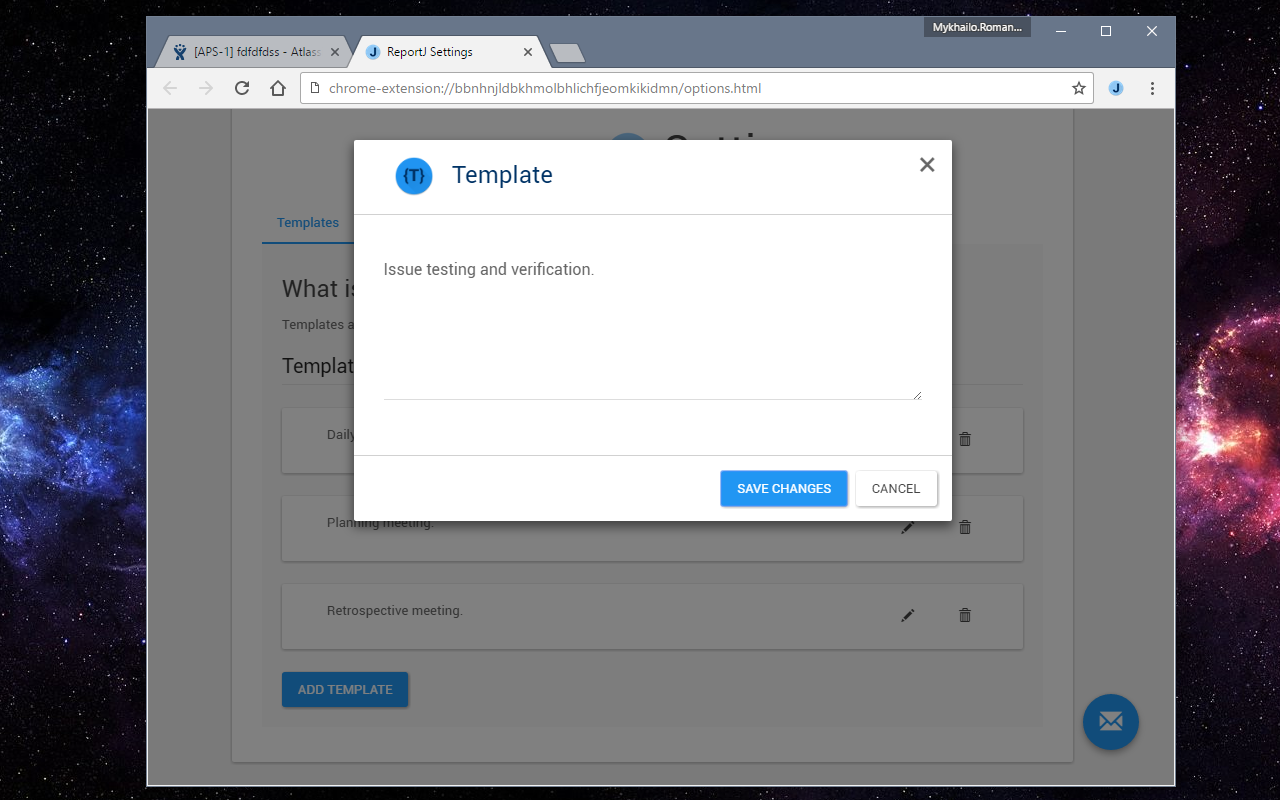 Mykhailo.Roman...
[APS-1] fdfdfdss - Atlass
J ReportJ Settings
chrome-extension://bbnhnjldbkhmolbhlichfjeomkikidmn/options.html
J
{T} Template
Templates
Issue testing and verification.
What is
Templates a
Templat
Daily
SAVE CHANGES
CANCEL
Planning meeting.
Retrospective meeting.
ADD TEMPLATE